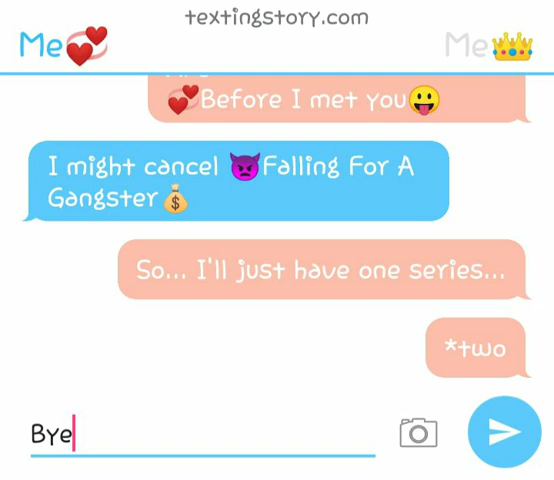 textingstory.com
Me💞
Me👑
💞Before I met you😛
I might cancel 👿Falling For A
Gangster💰
So... I'll just have one series...
*two
Bye